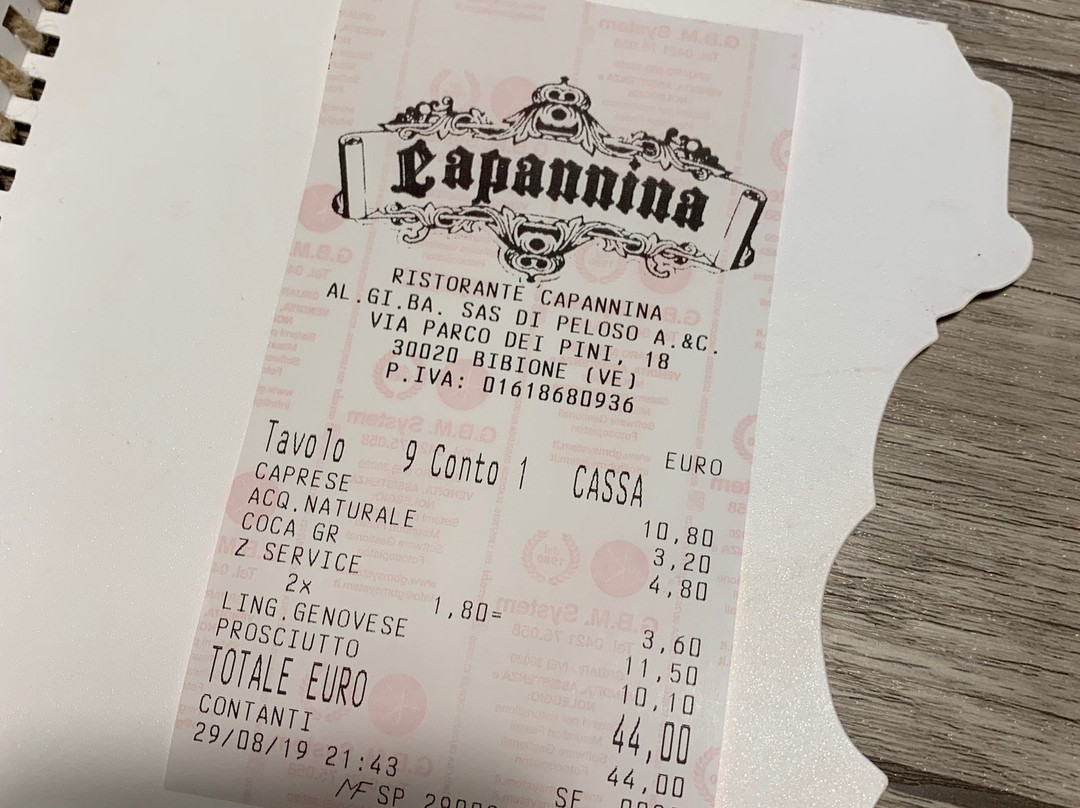 Capannina
RISTORANTE CAPANNINA
AL.GI.BA. SAS DI PELOSO A.&C.
VIA PARCO DEI PINI, 18
30020 BIBIONE (VE)
P.IVA: 01618680936
EURO
Tavolo 9 Conto 1 CASSA
CAPRESE 10,80
ACQ.NATURALE 3,20
COCA GR 4,80
Z SERVICE
2x 1,80= 3,60
LING.GENOVESE 11,50
PROSCIUTTO 10,10
TOTALE EURO 44,00
CONTANTI 44,00
29/08/19 21:43
MF SP SF